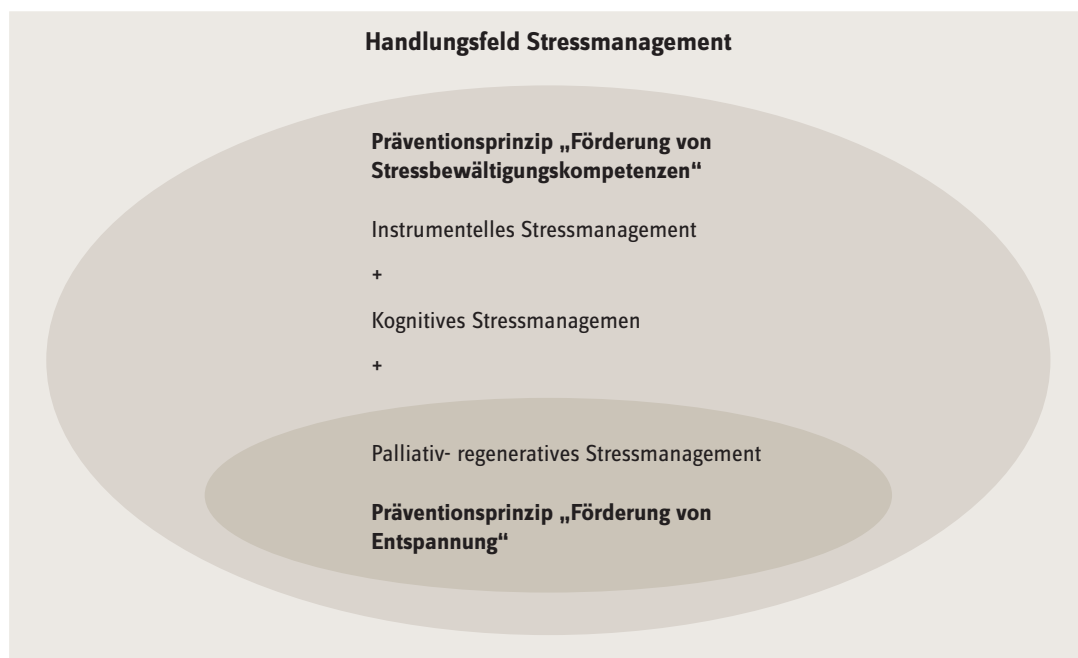 Handlungsfeld Stressmanagement
Präventionsprinzip „Förderung von
Stressbewältigungskompetenzen“
Instrumentelles Stressmanagement
+
Kognitives Stressmanagemen
+
Palliativ- regeneratives Stressmanagement
Präventionsprinzip „Förderung von
Entspannung“